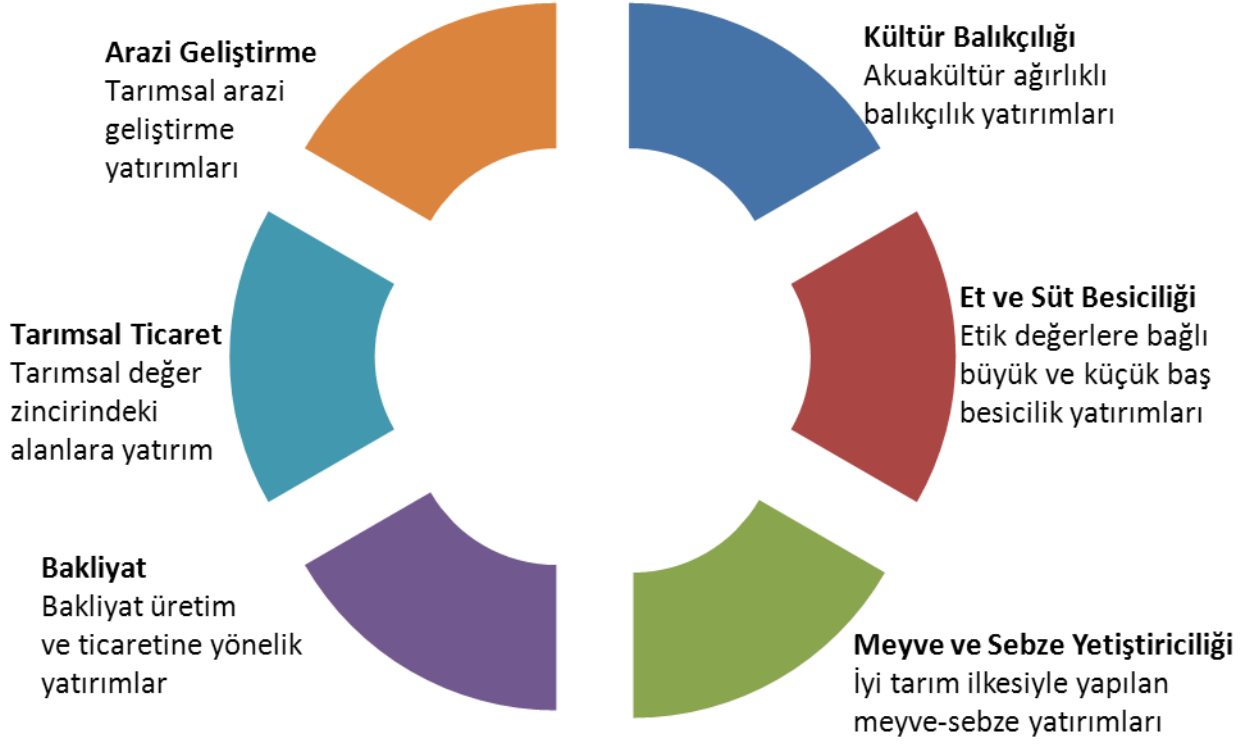 Arazi Geliştirme
Tarımsal arazi
geliştirme
yatırımları
Kültür Balıkçılığı
Akuakültür ağırlıklı
balıkçılık yatırımları
Tarımsal Ticaret
Tarımsal değer
zincirindeki
alanlara yatırım
Et ve Süt Besiciliği
Etik değerlere bağlı
büyük ve küçük baş
besicilik yatırımları
Bakliyat
Bakliyat üretim
ve ticaretine yönelik
yatırımlar
Meyve ve Sebze Yetiştiriciliği
İyi tarım ilkesiyle yapılan
meyve-sebze yatırımları